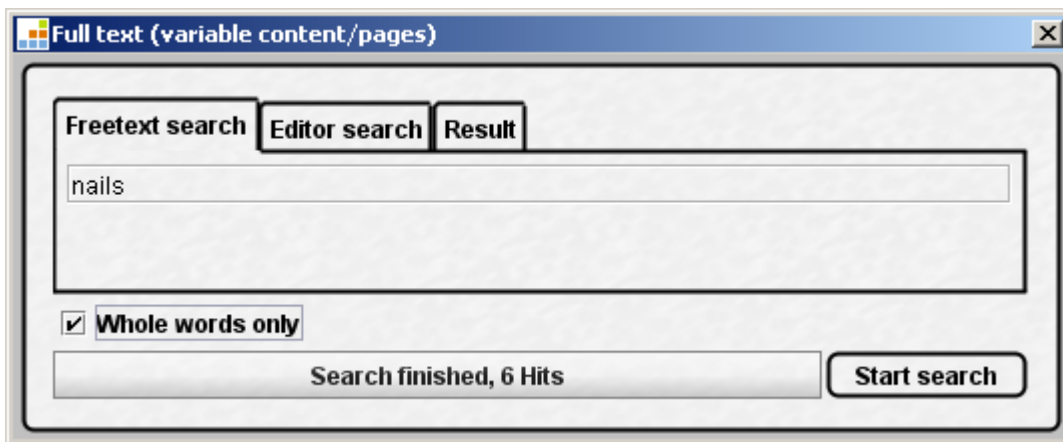 Full text (variable content/pages)
Freetext search Editor search Result
nails
Whole words only
Search finished, 6 Hits Start search